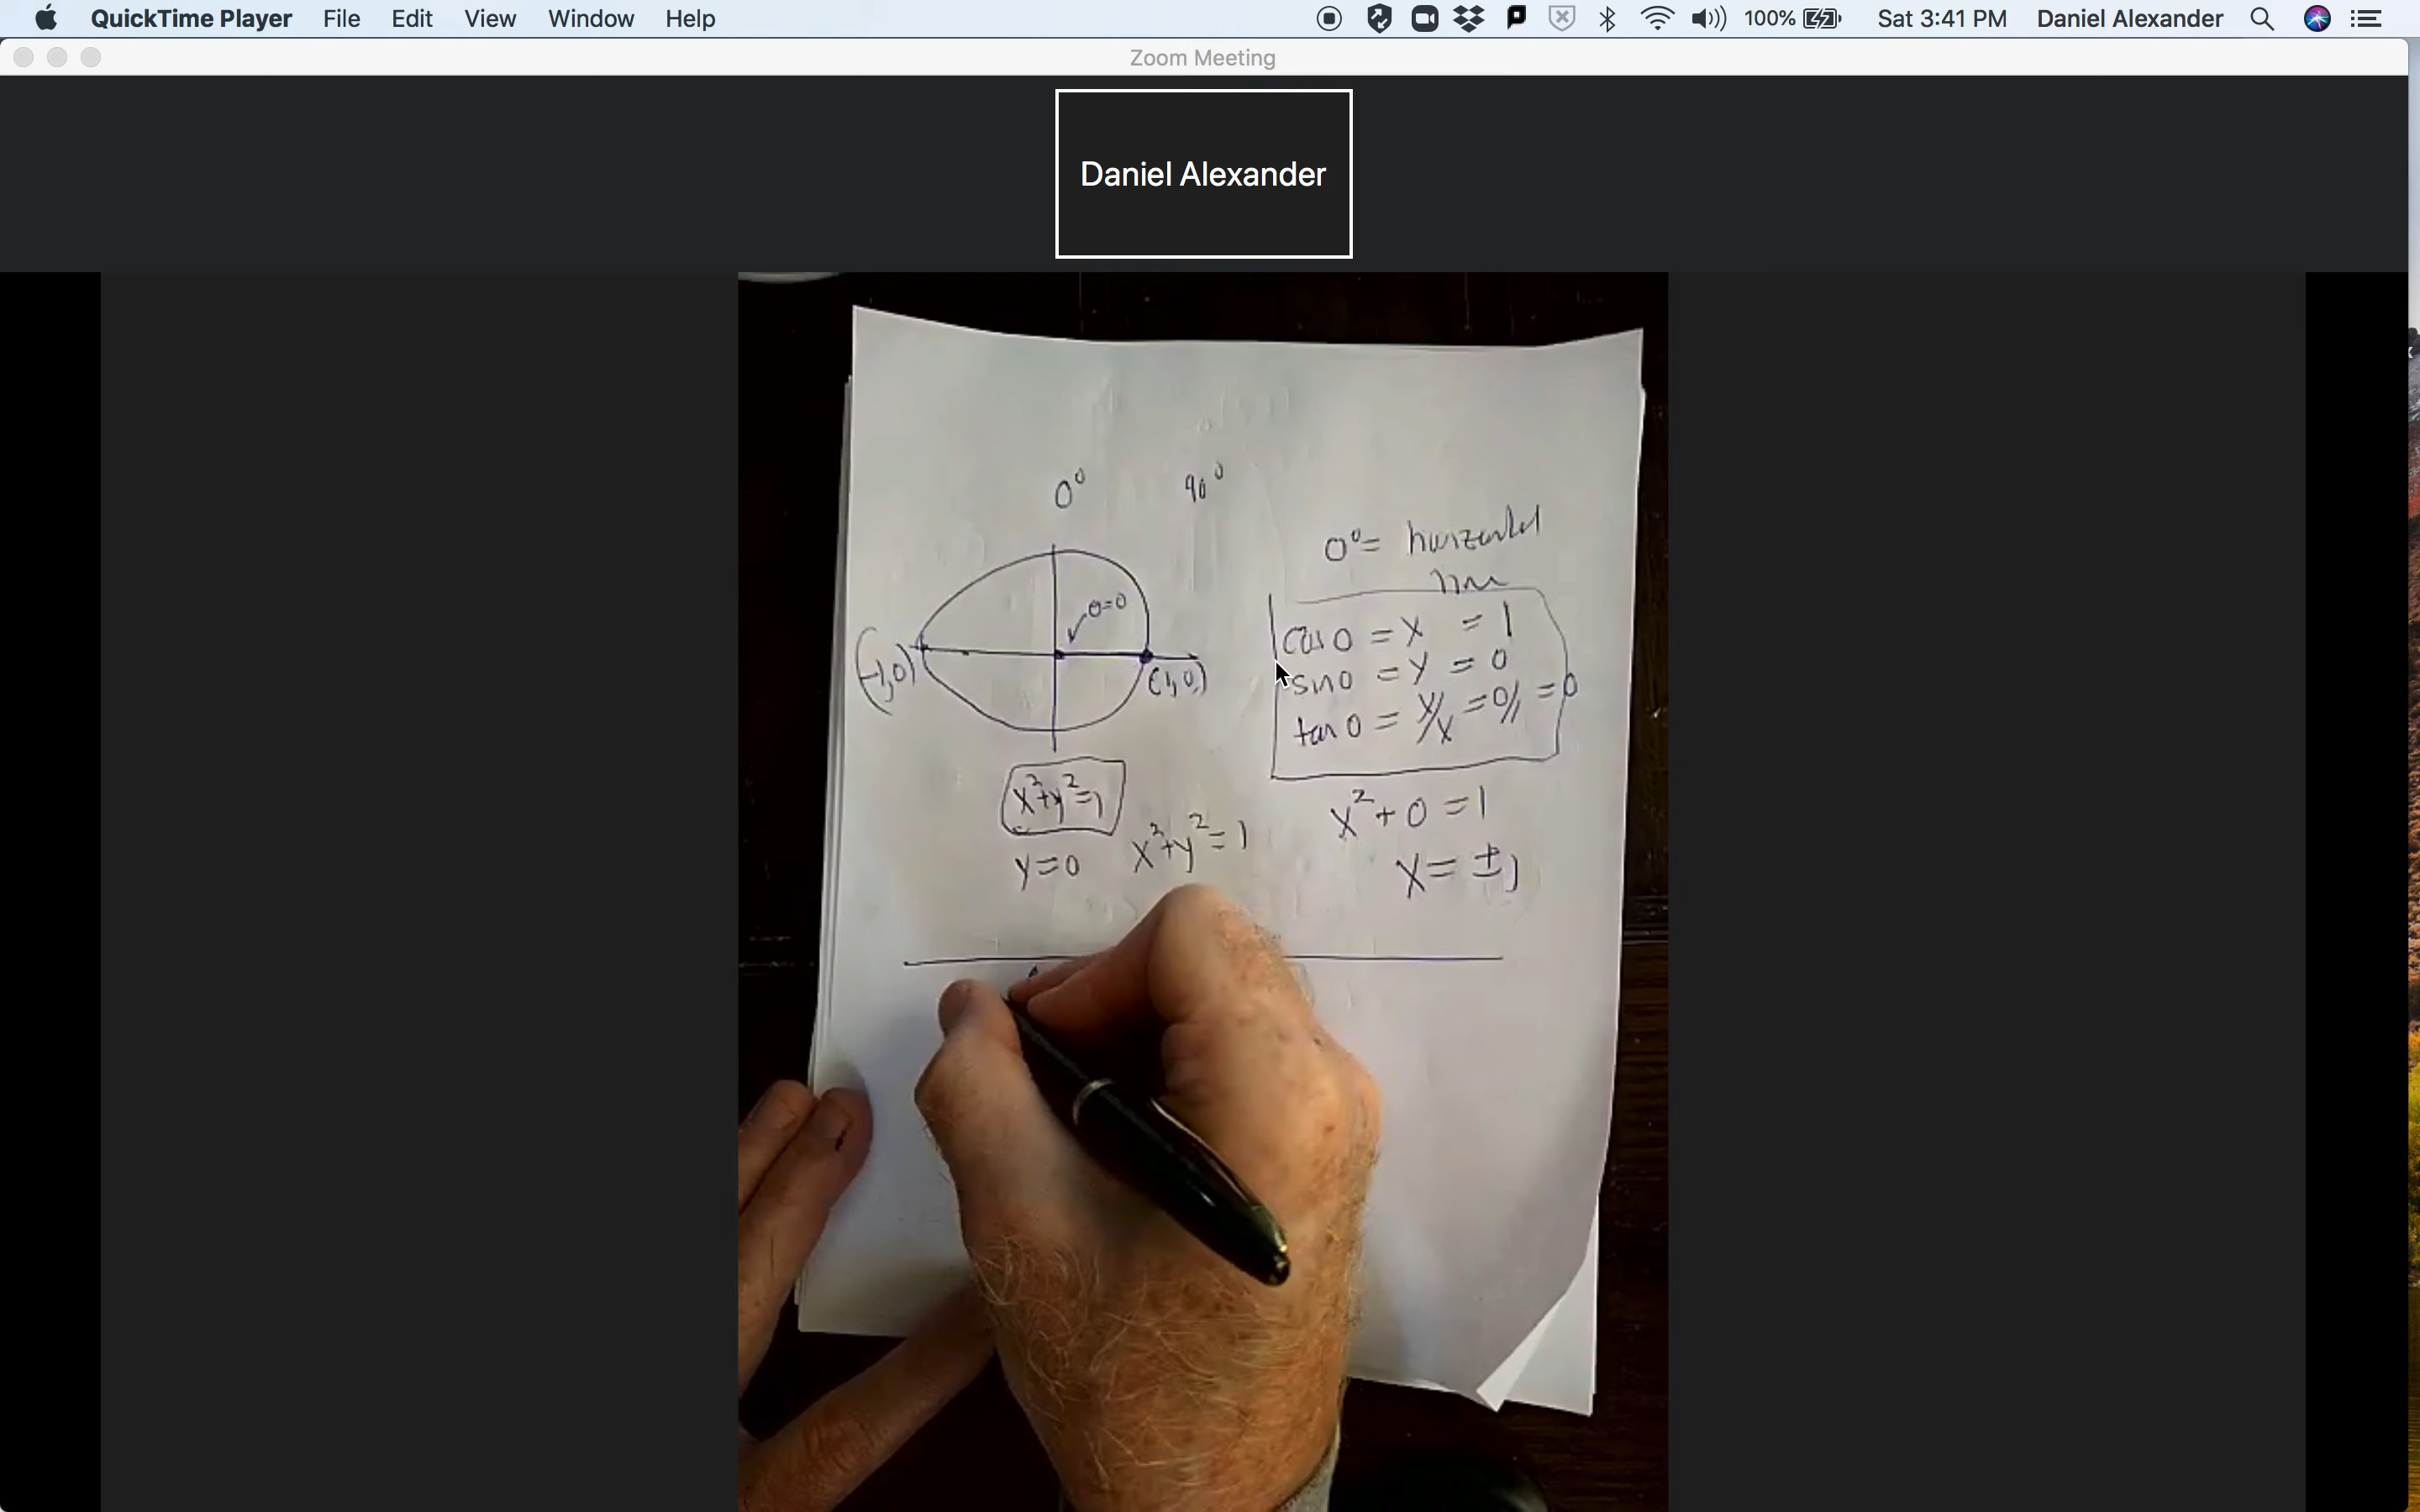 QuickTime Player File Edit View Window Help 100% Sat 3:41 PM Daniel Alexander
Zoom Meeting
Daniel Alexander
0° 90°
0° = horizontal
line
θ=0
(-1,0)
(1,0)
cos 0 = x = 1
sin 0 = y = 0
tan 0 = y/x = 0/1 = 0
x²+y²=1
y=0 x²+y²=1
x²+0=1
x=±1